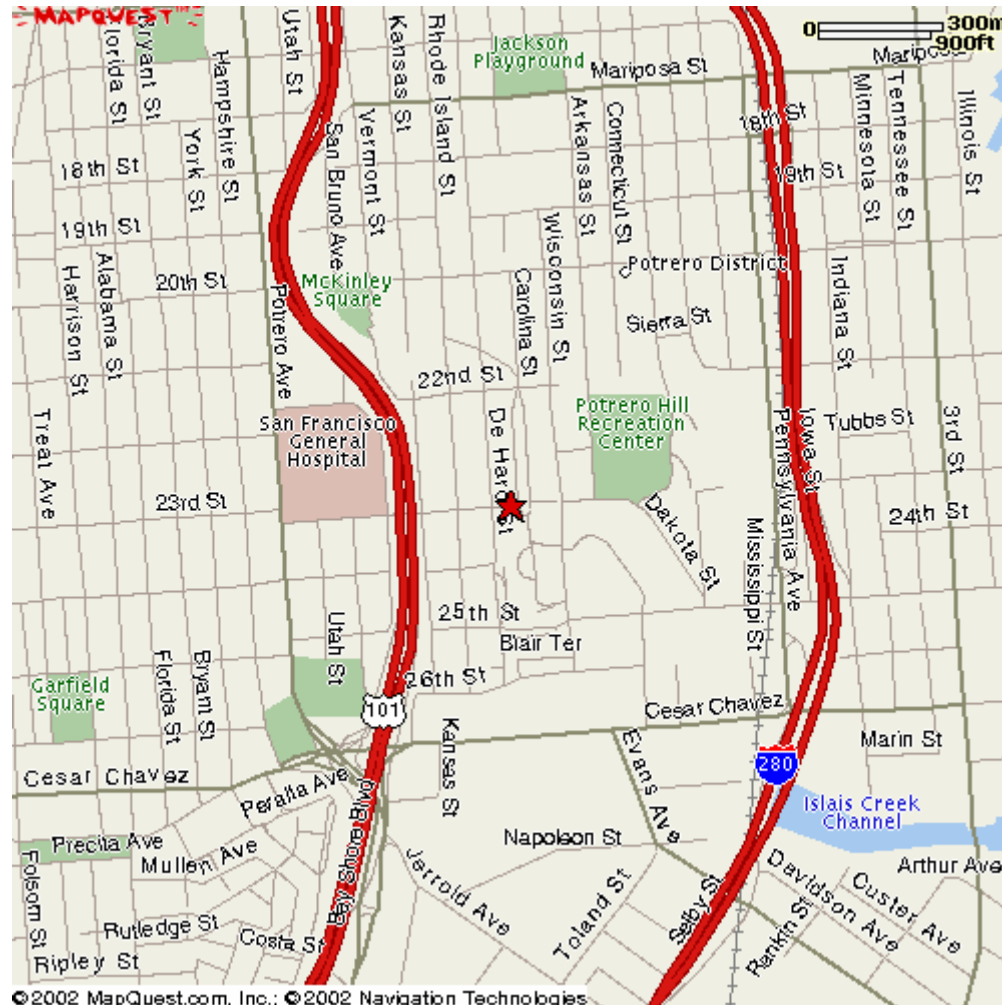 MAPQUEST
0
300m
900ft
Florida St
Bryant St
Hampshire St
Utah St
Kansas St
Rhode Island St
Jackson
Playground
Mariposa St
Mariposa
Minnesota St
Tennessee St
Illinois St
18th St
York St
San Bruno Ave
Vermont St
Arkansas St
Connecticut St
18th St
19th St
19th St
20th St
Harrison St
Alabama St
Potrero Ave
McKinley
Square
Carolina St
Wisconsin St
Potrero District
Sierra St
Indiana St
22nd St
Treat Ave
San Francisco
General
Hospital
De Haro St
Potrero Hill
Recreation
Center
Pennsylvania Ave
Iowa St
Tubbs St
3rd St
23rd St
Dakota St
Mississippi St
24th St
25th St
Blair Ter
Utah St
26th St
Garfield
Square
Florida St
Bryant St
101
Kansas St
Cesar Chavez
Evans Ave
Marin St
280
Cesar Chavez
Peralta Ave
Bay Shore Blvd
Islais Creek
Channel
Precita Ave
Mullen Ave
Napoleon St
Jerrold Ave
Toland St
Selby St
Arthur Ave
Davidson Ave
Custer Ave
Rankin St
Folsom St
Rutledge St
Costa St
Ripley St
©2002 MapQuest.com, Inc.; ©2002 Navigation Technologies